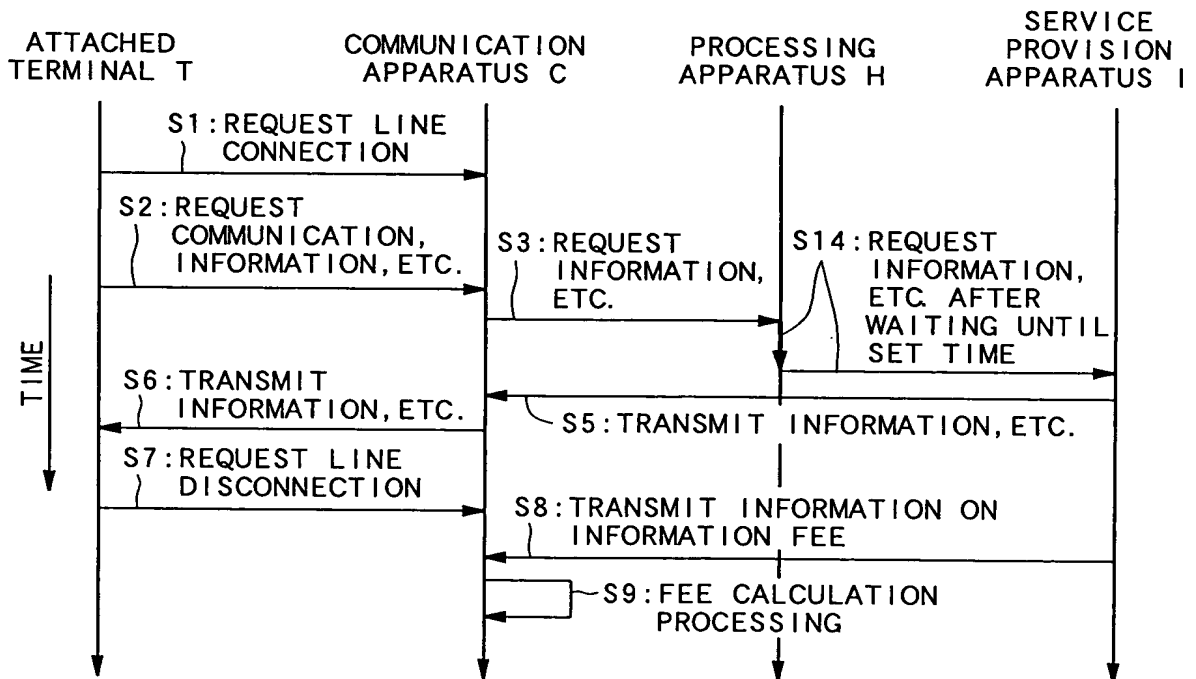 ATTACHED
TERMINAL T
COMMUNICATION
APPARATUS C
PROCESSING
APPARATUS H
SERVICE
PROVISION
APPARATUS I
S1:REQUEST LINE
CONNECTION
S2:REQUEST
COMMUNICATION,
INFORMATION,ETC.
S3:REQUEST
INFORMATION,
ETC.
S14:REQUEST
INFORMATION,
ETC. AFTER
WAITING UNTIL
SET TIME
TIME
S6:TRANSMIT
INFORMATION,ETC.
S5:TRANSMIT INFORMATION,ETC.
S7:REQUEST LINE
DISCONNECTION
S8:TRANSMIT INFORMATION ON
INFORMATION FEE
S9:FEE CALCULATION
PROCESSING